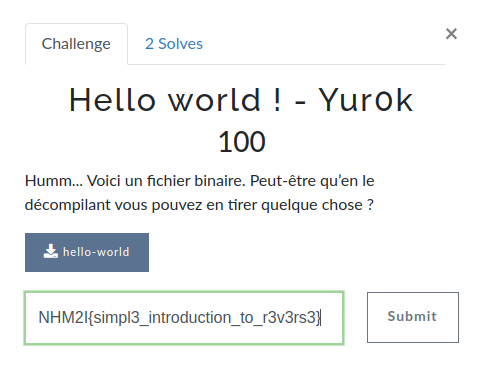 Challenge
2 Solves
×
Hello world ! - Yur0k
100
Humm... Voici un fichier binaire. Peut-être qu'en le
décompilant vous pouvez en tirer quelque chose ?
hello-world
NHM2I{simpl3_introduction_to_r3v3rs3}
Submit